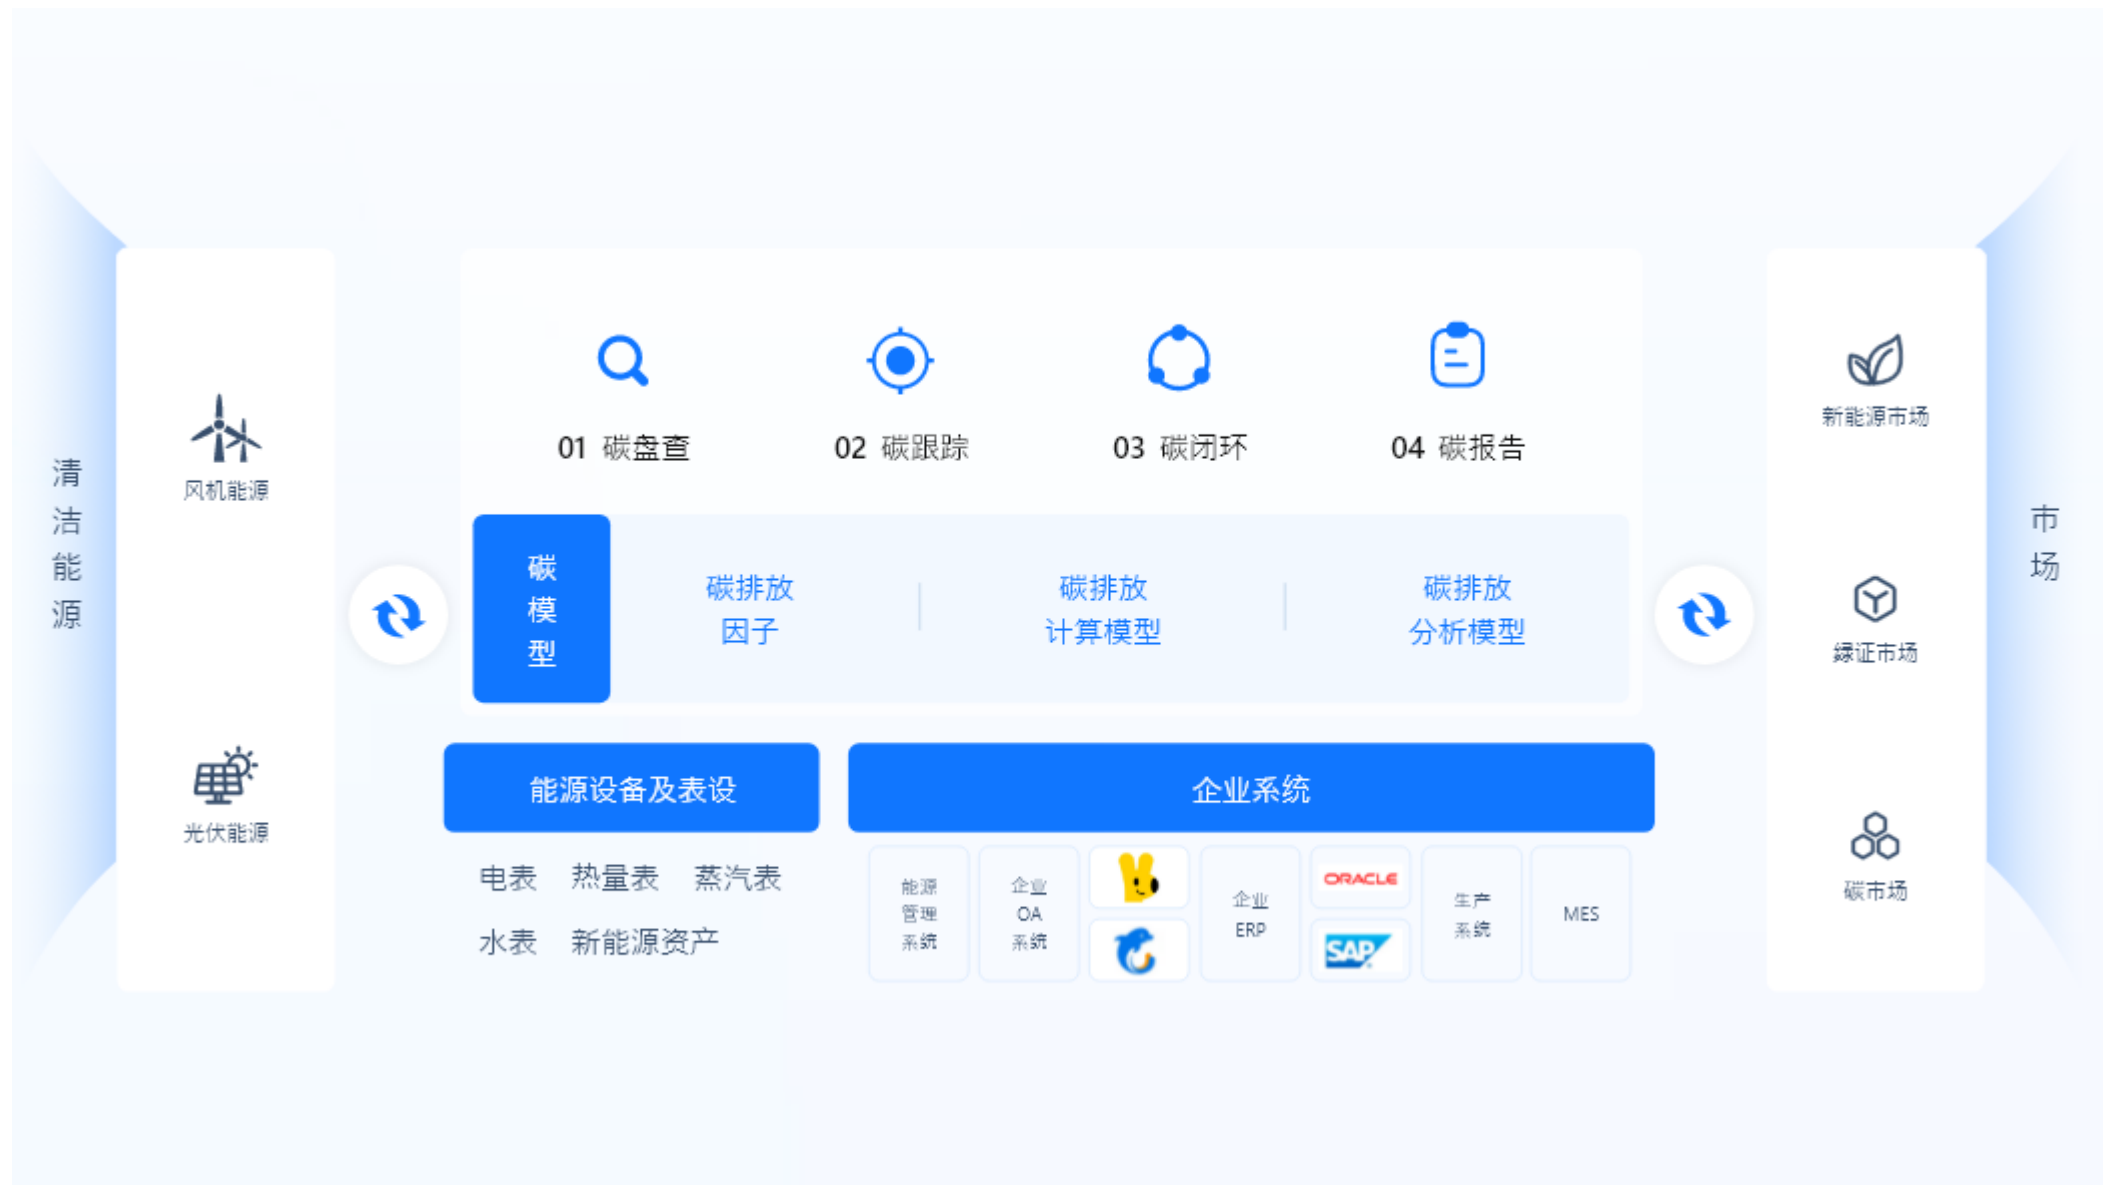 清
洁
能
源
风机能源
光伏能源
01 碳盘查
02 碳跟踪
03 碳闭环
04 碳报告
碳
模
型
碳排放
因子
碳排放
计算模型
碳排放
分析模型
能源设备及表设
电表 热量表 蒸汽表
水表 新能源资产
企业系统
能源
管理
系统
企业
OA
系统
企业
ERP
ORACLE
SAP
生产
系统
MES
市
场
新能源市场
绿证市场
碳市场